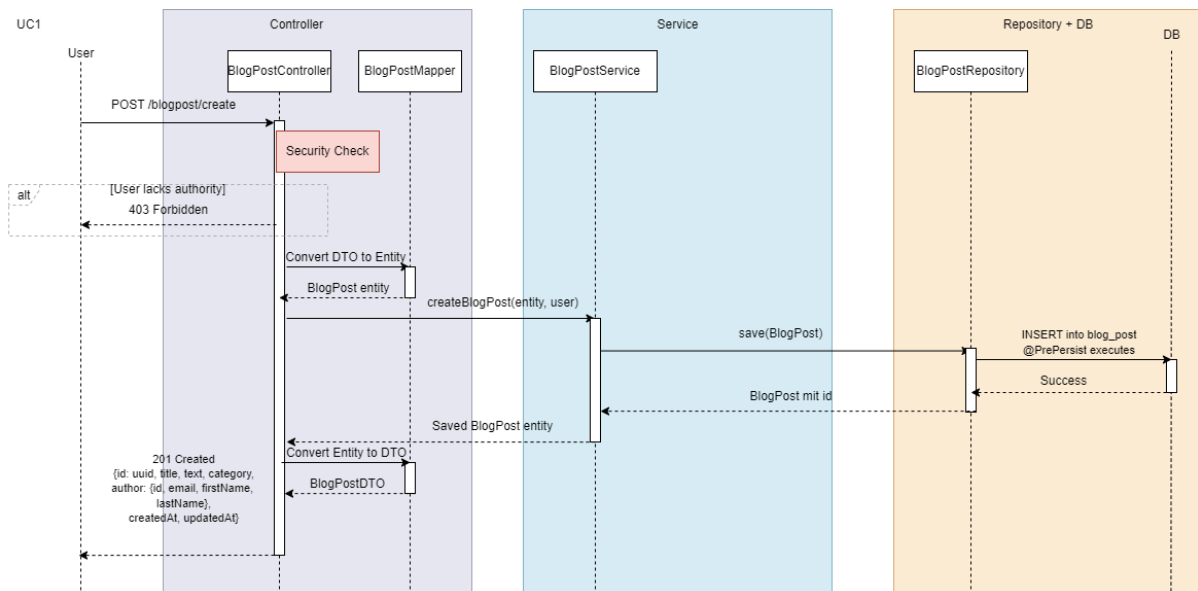 UC1
Controller
Service
Repository + DB
User
DB
BlogPostController
BlogPostMapper
BlogPostService
BlogPostRepository
POST /blogpost/create
Security Check
alt
[User lacks authority]
403 Forbidden
Convert DTO to Entity
BlogPost entity
createBlogPost(entity, user)
save(BlogPost)
INSERT into blog_post
@PrePersist executes
Success
BlogPost mit id
Saved BlogPost entity
Convert Entity to DTO
BlogPostDTO
201 Created
{id: uuid, title, text, category,
author: {id, email, firstName,
lastName},
createdAt, updatedAt}